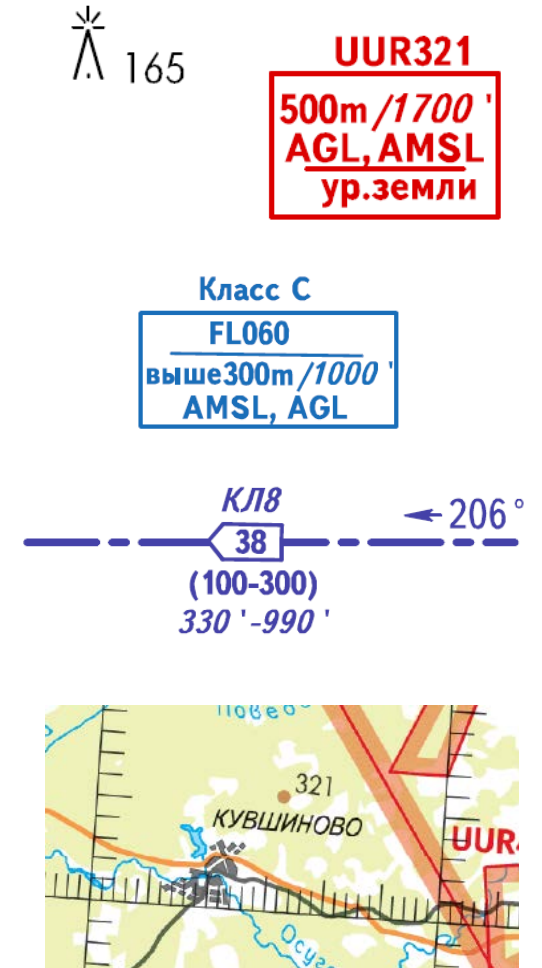 165
UUR321
500m/1700 '
AGL, AMSL
ур.земли
Класс С
FL060
выше300m/1000 '
AMSL, AGL
КЛ8
206°
38
(100-300)
330 '-990 '
321
КУВШИНОВО
UUR